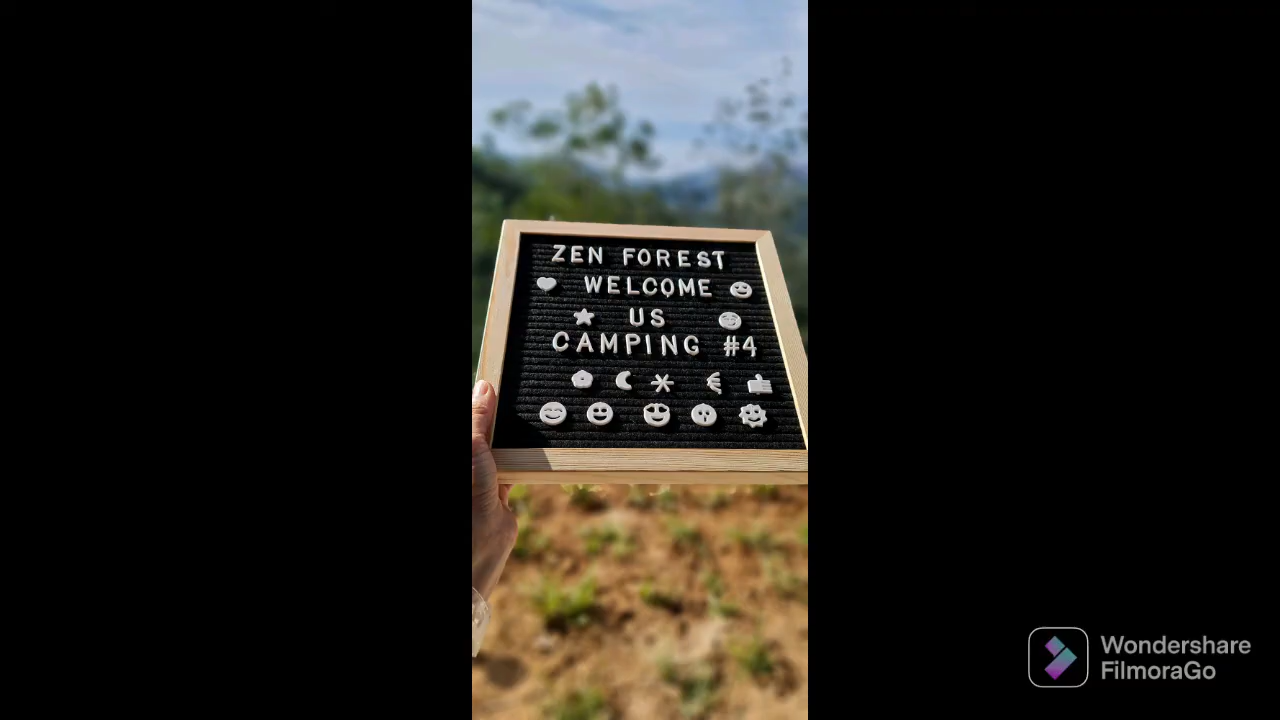 ZEN FOREST
WELCOME
US
CAMPING #4
Wondershare
FilmoraGo